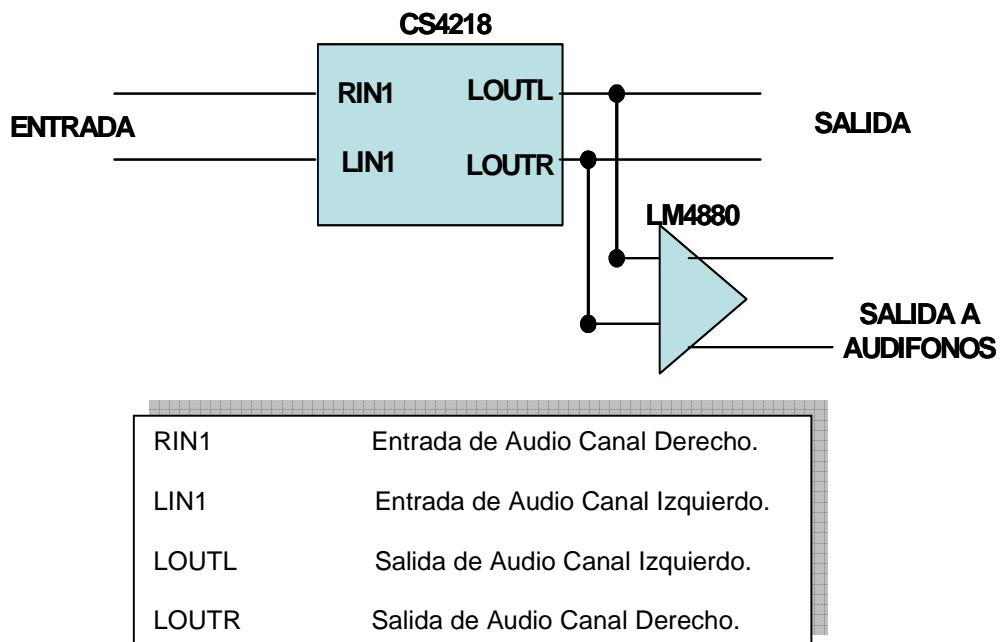 CS4218
RIN1 LOUTL
ENTRADA
SALIDA
LIN1 LOUTR
LM4880
SALIDA A
AUDIFONOS
RIN1 Entrada de Audio Canal Derecho.
LIN1 Entrada de Audio Canal Izquierdo.
LOUTL Salida de Audio Canal Izquierdo.
LOUTR Salida de Audio Canal Derecho.